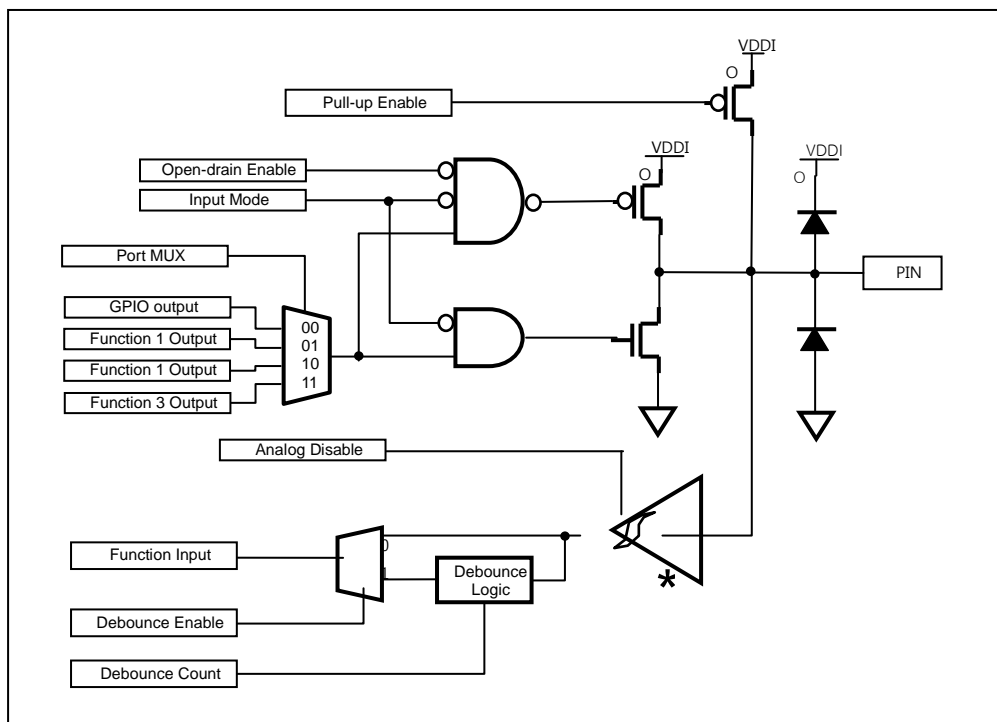 VDDI
O
Pull-up Enable
VDDI
O
VDDI
O
Open-drain Enable
Input Mode
Port MUX
PIN
GPIO output
Function 1 Output
Function 1 Output
Function 3 Output
00
01
10
11
Analog Disable
Function Input
0
1
Debounce
Logic
*
Debounce Enable
Debounce Count